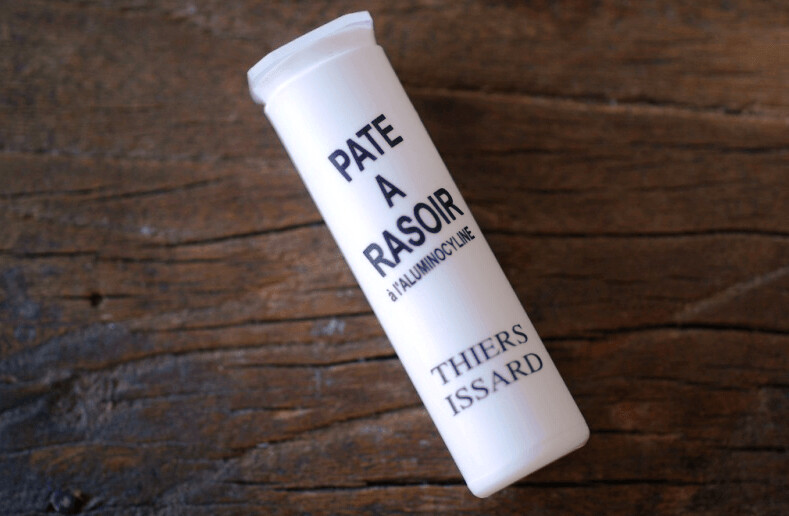 PATE
A
RASOIR
à l'ALUMINOCYLINE
THIERS
ISSARD